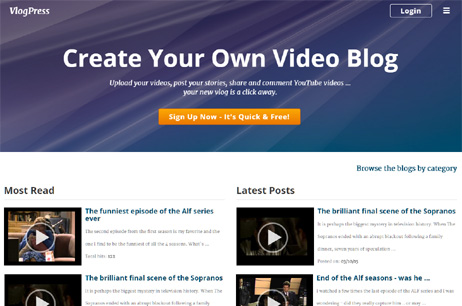 VlogPress
Login
Create Your Own Video Blog
Upload your videos, post your stories, share and comment YouTube videos ...
your new vlog is a click away.
Sign Up Now - It's Quick & Free!
Browse the blogs by category
Most Read
The funniest episode of the Alf series
ever
The second episode from the first season is my favorite and the
one I find to be the funniest of all the 4 seasons. What's ...
Total hits: 122
The brilliant final scene of the Sopranos
It is perhaps the biggest mystery in television history. When The
Sopranos ended with an abrupt blackout following a family
Latest Posts
The brilliant final scene of the Sopranos
It is perhaps the biggest mystery in television history. When The
Sopranos ended with an abrupt blackout following a family
dinner, seven years of speculation ...
Posted on:
End of the Alf seasons - was he ...
I watched a few times the last episode of the Alf series and I was
wondering - did they really capture him ... or